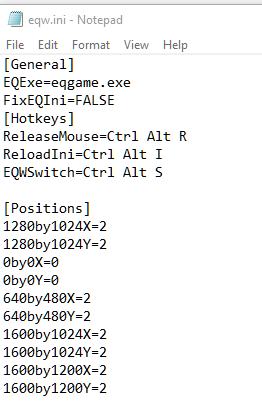 eqw.ini - Notepad
File Edit Format View Help
[General]
EQExe=eqgame.exe
FixEQIni=FALSE
[Hotkeys]
ReleaseMouse=Ctrl Alt R
ReloadIni=Ctrl Alt I
EQWSwitch=Ctrl Alt S
[Positions]
1280by1024X=2
1280by1024Y=2
0by0X=0
0by0Y=0
640by480X=2
640by480Y=2
1600by1024X=2
1600by1024Y=2
1600by1200X=2
1600by1200Y=2